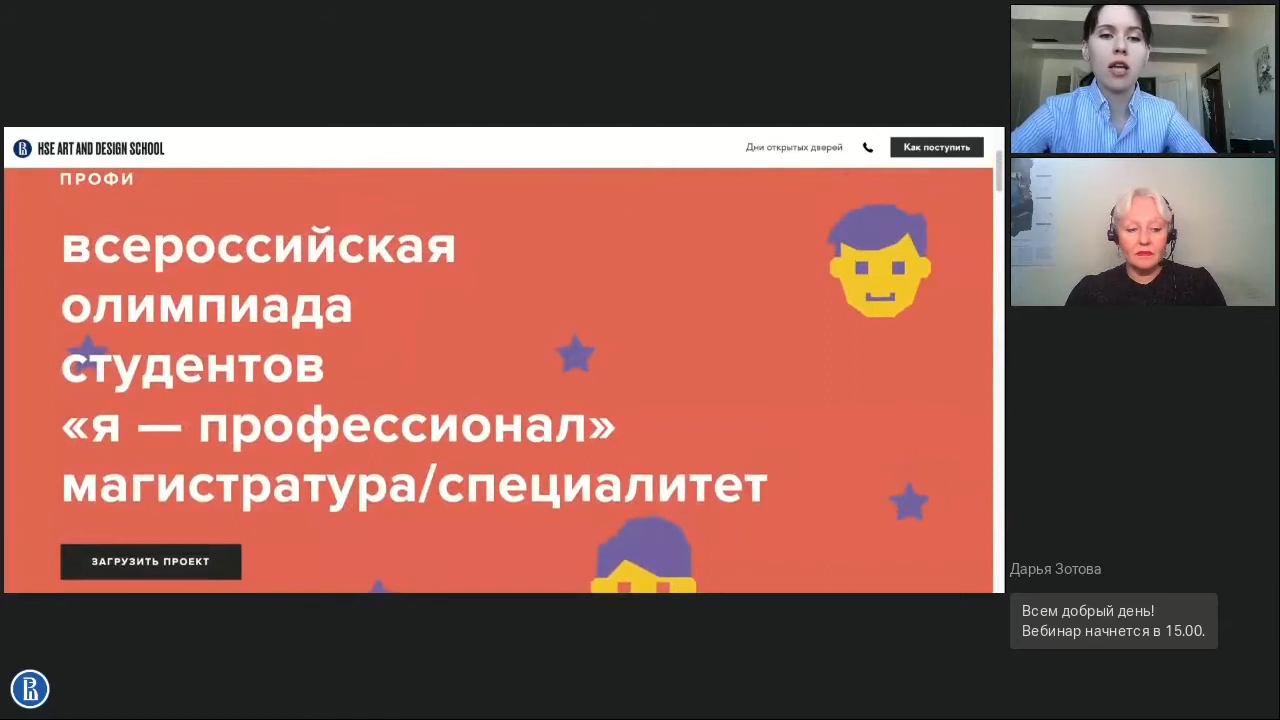 HSE ART AND DESIGN SCHOOL
Дни открытых дверей
Как поступить
ПРОФИ
всероссийская
олимпиада
студентов
«я — профессионал»
магистратура/специалитет
ЗАГРУЗИТЬ ПРОЕКТ
Дарья Зотова
Всем добрый день!
Вебинар начнется в 15.00.